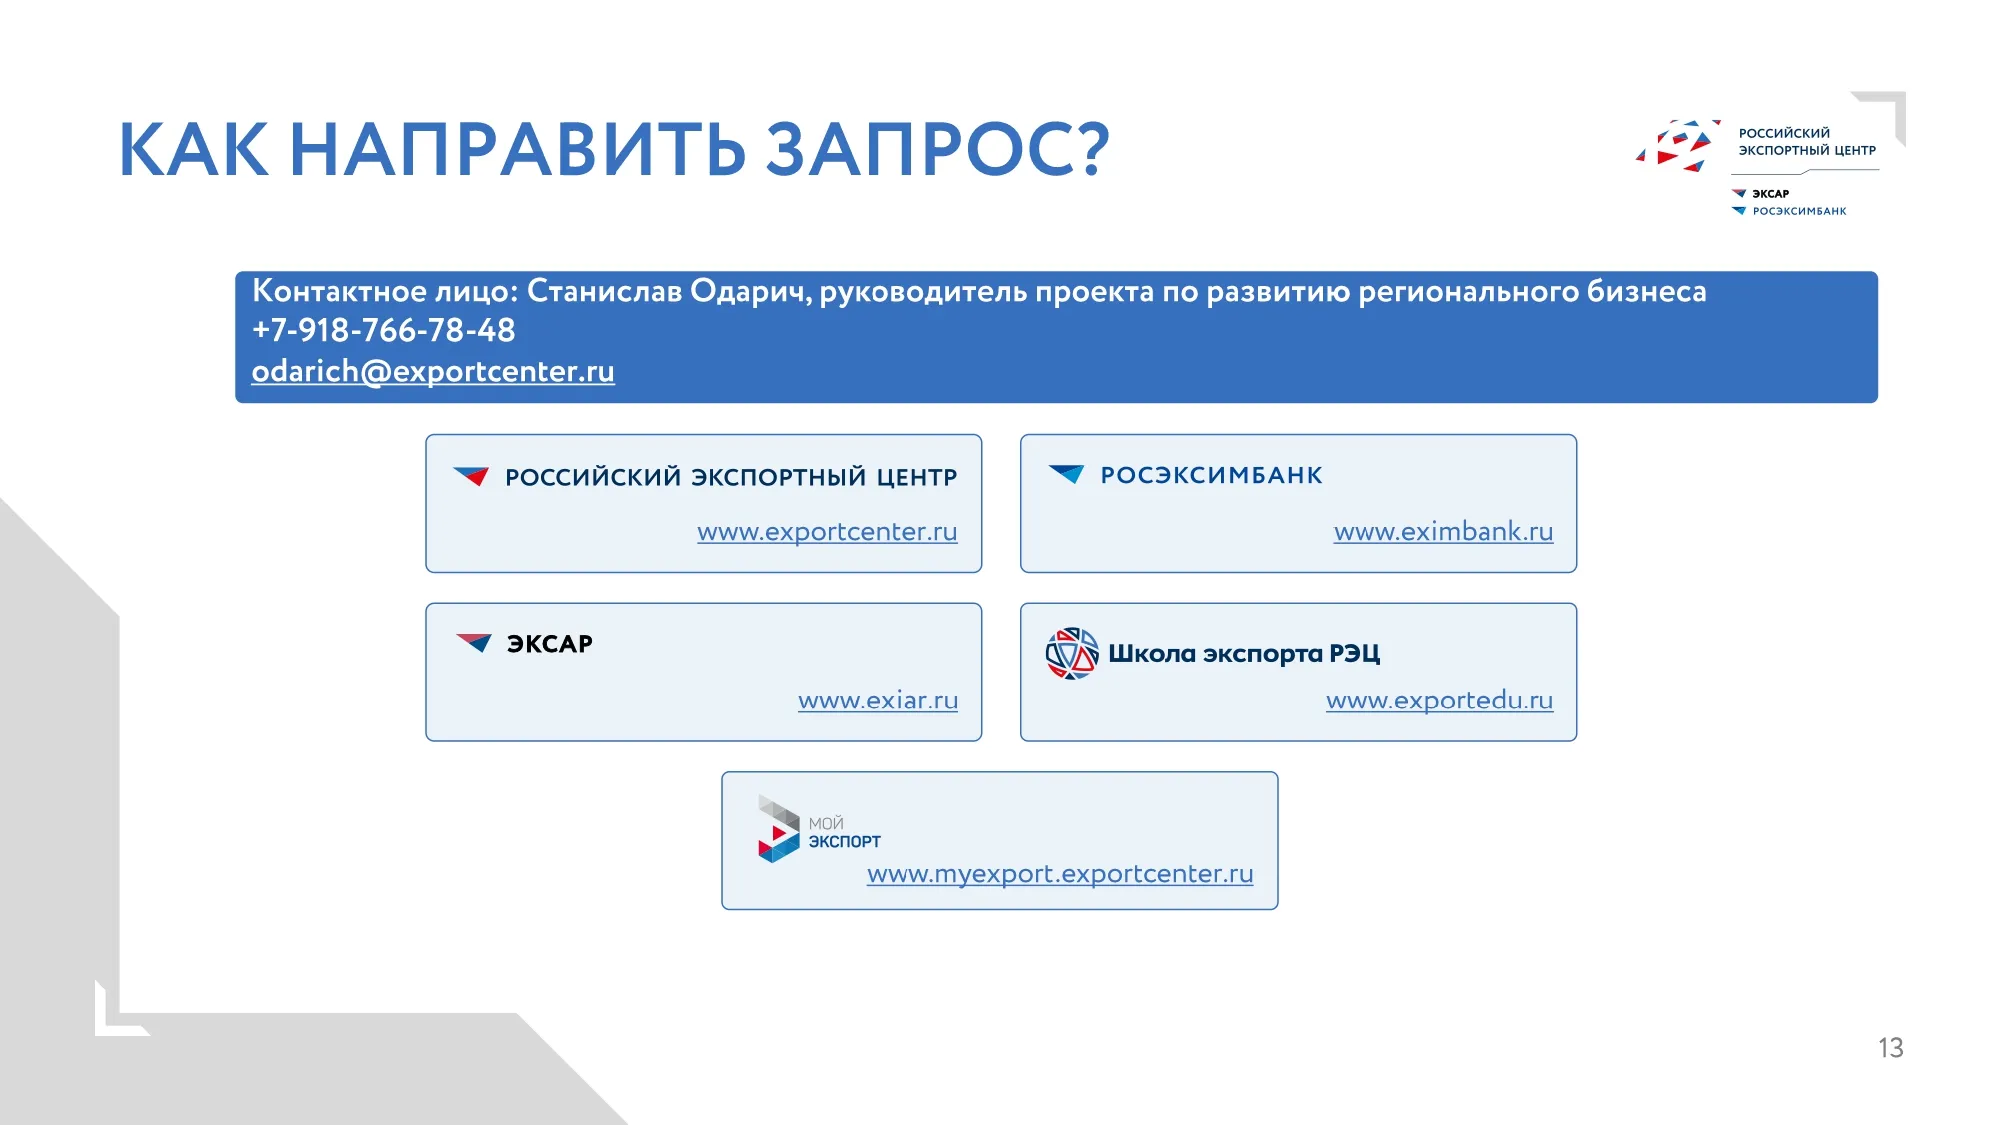 КАК НАПРАВИТЬ ЗАПРОС?
РОССИЙСКИЙ
ЭКСПОРТНЫЙ ЦЕНТР
ЭКСАР
РОСЭКСИМБАНК
Контактное лицо: Станислав Одарич, руководитель проекта по развитию регионального бизнеса
+7-918-766-78-48
odarich@exportcenter.ru
РОССИЙСКИЙ ЭКСПОРТНЫЙ ЦЕНТР
www.exportcenter.ru
РОСЭКСИМБАНК
www.eximbank.ru
ЭКСАР
www.exiar.ru
Школа экспорта РЭЦ
www.exportedu.ru
МОЙ
ЭКСПОРТ
www.myexport.exportcenter.ru
13